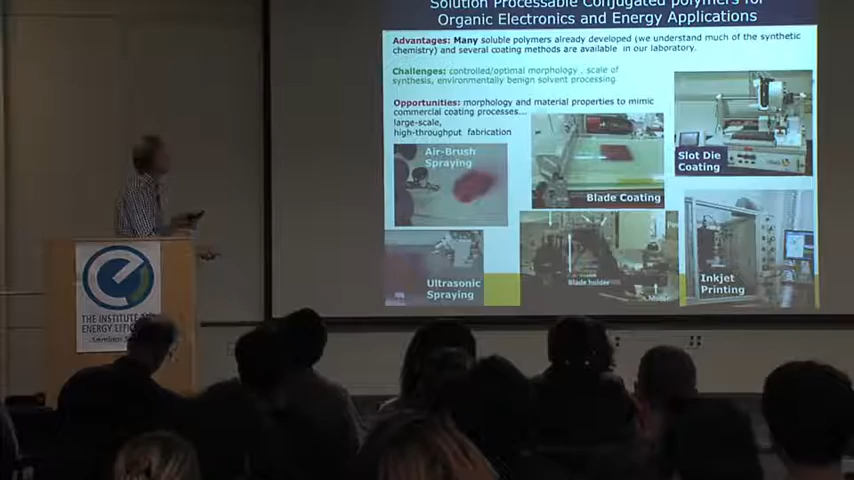 Solution Processable Conjugated polymers for
Organic Electronics and Energy Applications
Advantages: Many soluble polymers already developed (we understand much of the synthetic
chemistry) and several coating methods are available in our laboratory.
Challenges: controlled/optimal morphology , scale of
synthesis, environmentally benign solvent processing
Opportunities: morphology and material properties to mimic
commercial coating processes...
large-scale,
high-throughput fabrication
Air-Brush
Spraying
Blade Coating
Slot Die
Coating
Ultrasonic
Spraying
Blade holder
Inkjet
Printing
e
THE INSTITUTE
ENERGY EFFIC